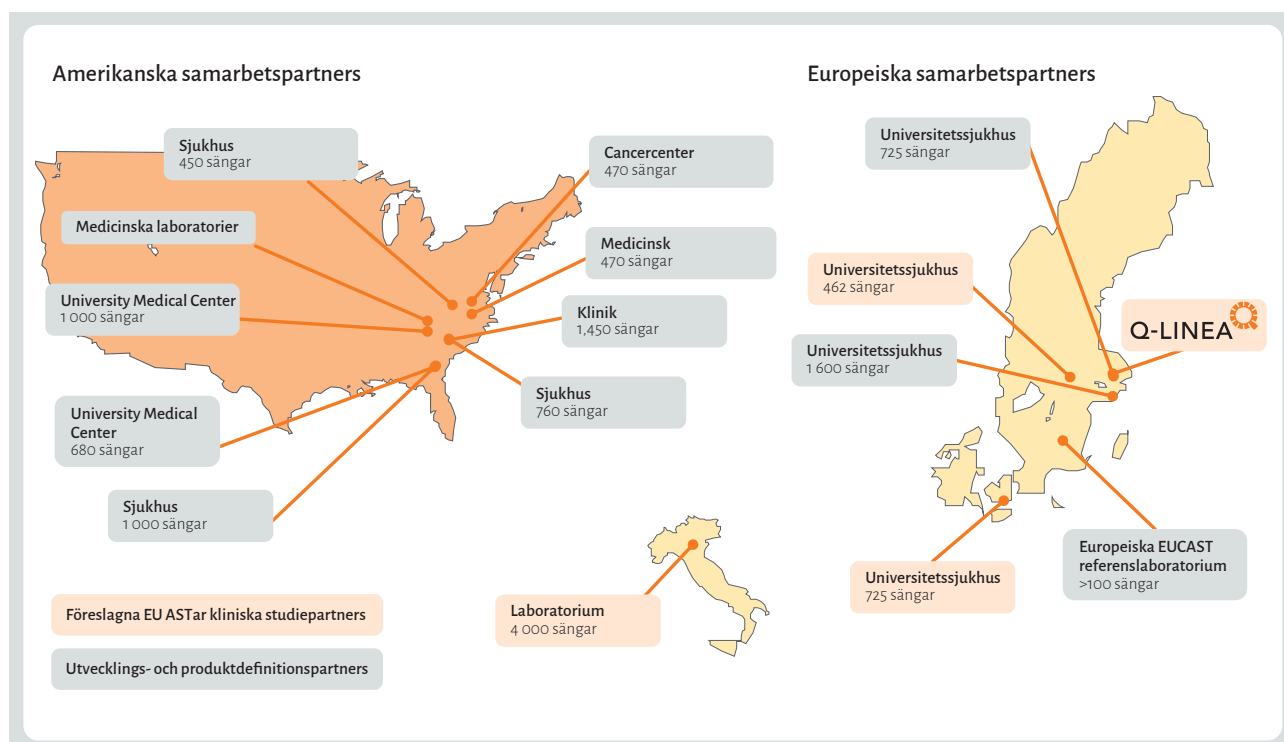 Amerikanska samarbetspartners
Europeiska samarbetspartners
Sjukhus
450 sängar
Cancercenter
470 sängar
Medicinska laboratorier
Medicinsk
470 sängar
University Medical Center
1 000 sängar
Klinik
1,450 sängar
University Medical
Center
680 sängar
Sjukhus
760 sängar
Sjukhus
1 000 sängar
Universitetssjukhus
725 sängar
Universitetssjukhus
462 sängar
Q-LINEA
Universitetssjukhus
1 600 sängar
Europeiska EUCAST
referenslaboratorium
>100 sängar
Universitetssjukhus
725 sängar
Laboratorium
4 000 sängar
Föreslagna EU ASTar kliniska studiepartners
Utvecklings- och produktdefinitionspartners